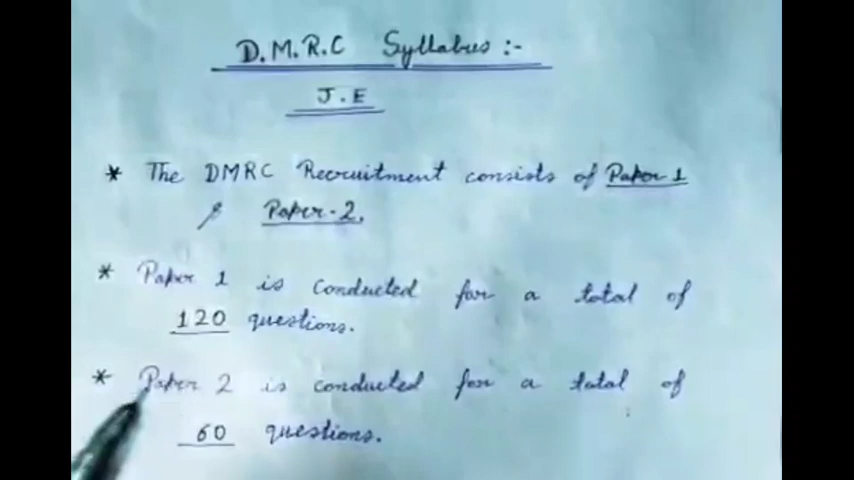 D.M.R.C Syllabus :-
J.E
* The DMRC Recruitment consists of Paper 1
& Paper-2.
* Paper 1 is conducted for a total of
120 questions.
* Paper 2 is conducted for a total of
60 questions.